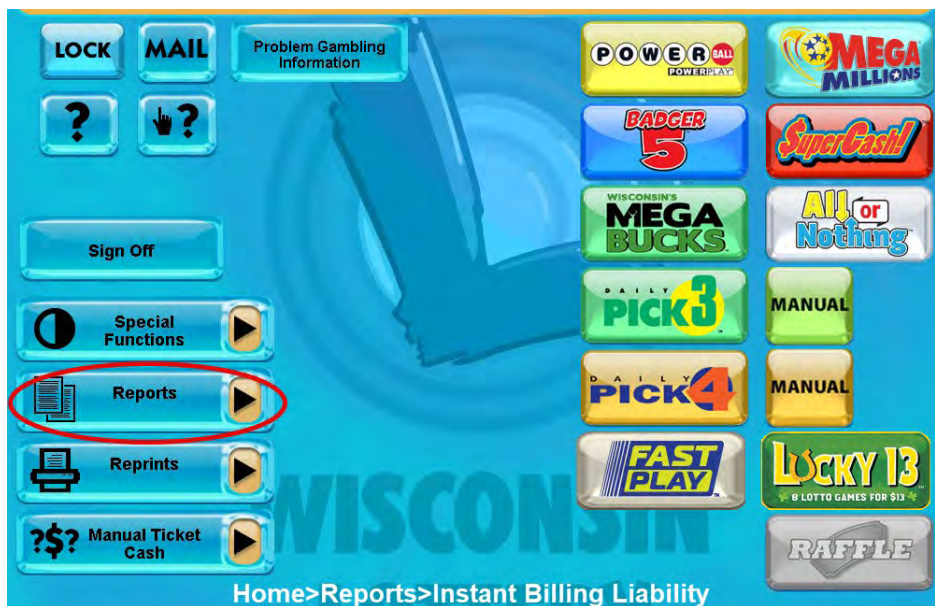 LOCK
MAIL
Problem Gambling
Information
?
?
Sign Off
Special
Functions
Reports
Reprints
?$? Manual Ticket
Cash
POWERBALL
POWERPLAY
MEGA
MILLIONS
BADGER
5
SuperCash!
WISCONSIN'S
MEGA
BUCKS
All or
Nothing
DAILY
PICK 3
MANUAL
DAILY
PICK 4
MANUAL
FAST
PLAY
LUCKY 13
8 LOTTO GAMES FOR $13
RAFFLE
WISCONSIN
Home>Reports>Instant Billing Liability